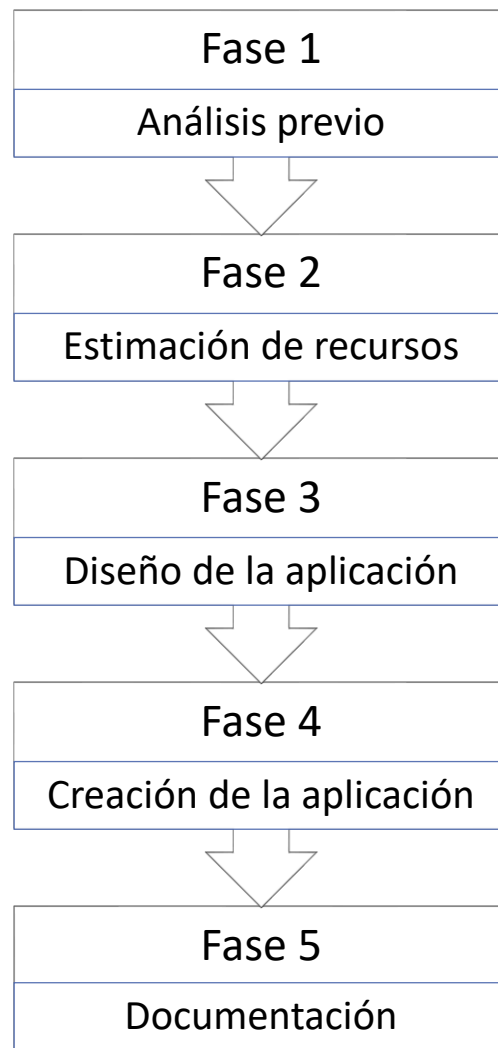 Fase 1
Análisis previo
Fase 2
Estimación de recursos
Fase 3
Diseño de la aplicación
Fase 4
Creación de la aplicación
Fase 5
Documentación